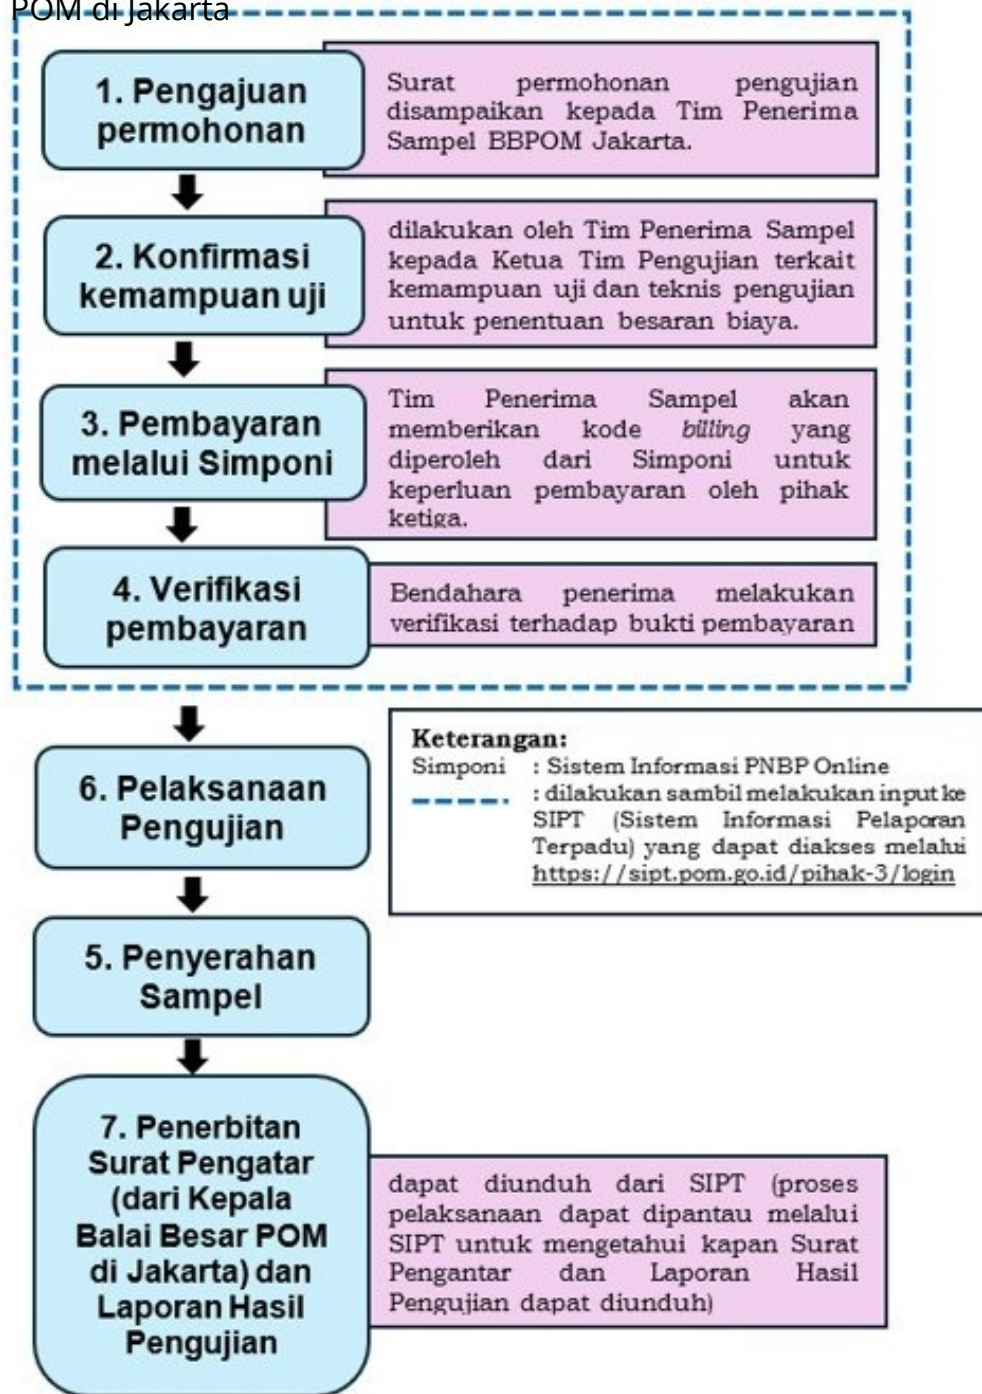 POM di Jakarta
1. Pengajuan
permohonan
Surat permohonan pengujian
disampaikan kepada Tim Penerima
Sampel BBPOM Jakarta.
2. Konfirmasi
kemampuan uji
dilakukan oleh Tim Penerima Sampel
kepada Ketua Tim Pengujian terkait
kemampuan uji dan teknis pengujian
untuk penentuan besaran biaya.
3. Pembayaran
melalui Simponi
Tim Penerima Sampel akan
memberikan kode billing yang
diperoleh dari Simponi untuk
keperluan pembayaran oleh pihak
ketiga.
4. Verifikasi
pembayaran
Bendahara penerima melakukan
verifikasi terhadap bukti pembayaran
Keterangan:
Simponi : Sistem Informasi PNBP Online
: dilakukan sambil melakukan input ke
SIPT (Sistem Informasi Pelaporan
Terpadu) yang dapat diakses melalui
https://sipt.pom.go.id/pihak-3/login
6. Pelaksanaan
Pengujian
5. Penyerahan
Sampel
7. Penerbitan
Surat Pengatar
(dari Kepala
Balai Besar POM
di Jakarta) dan
Laporan Hasil
Pengujian
dapat diunduh dari SIPT (proses
pelaksanaan dapat dipantau melalui
SIPT untuk mengetahui kapan Surat
Pengantar dan Laporan Hasil
Pengujian dapat diunduh)